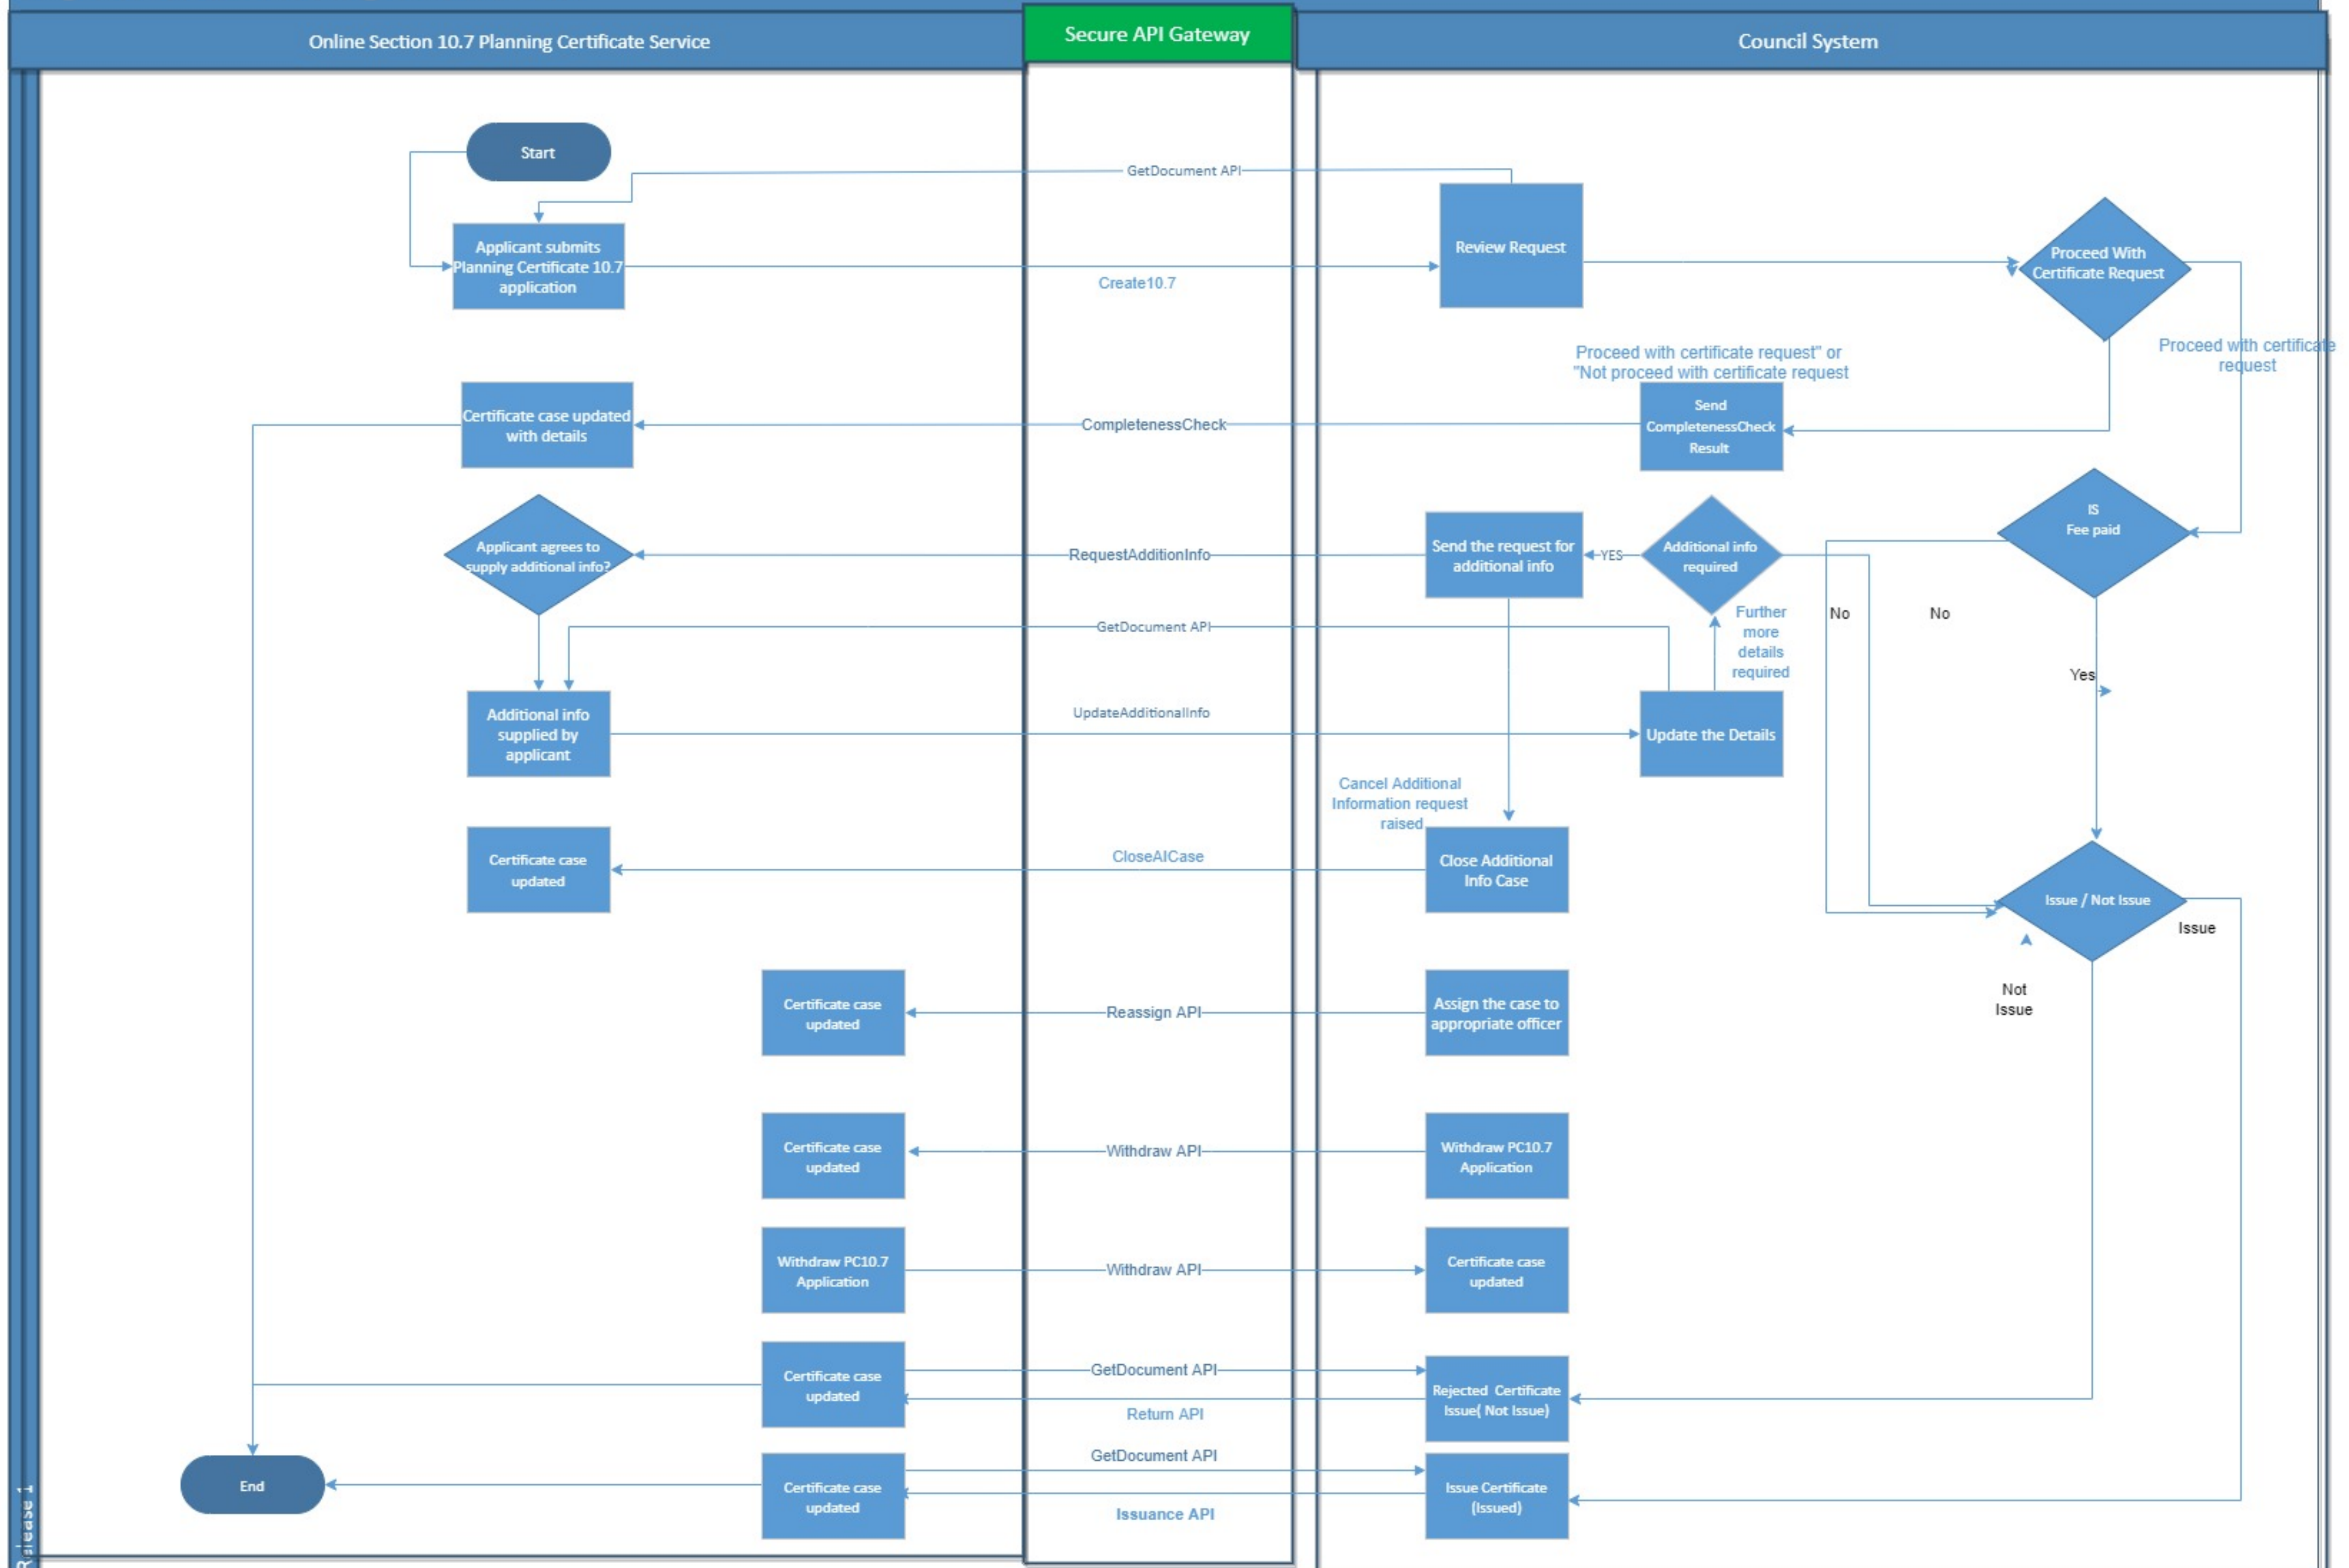 Online Section 10.7 Planning Certificate Service
Secure API Gateway
Council System
Start
GetDocument API
Applicant submits
Planning Certificate 10.7
application
Create10.7
Review Request
Proceed With
Certificate Request
Proceed with certificate request" or
"Not proceed with certificate request
Proceed with certificate
request
Certificate case updated
with details
CompletenessCheck
Send
CompletenessCheck
Result
IS
Fee paid
Applicant agrees to
supply additional info?
RequestAdditionInfo
Send the request for
additional info
YES
Additional info
required
No
No
Further
more
details
required
GetDocument API
Yes
Additional info
supplied by
applicant
UpdateAdditionalInfo
Update the Details
Cancel Additional
Information request
raised
Certificate case
updated
CloseAICase
Close Additional
Info Case
Issue / Not Issue
Issue
Not
Issue
Certificate case
updated
Reassign API
Assign the case to
appropriate officer
Certificate case
updated
Withdraw API
Withdraw PC10.7
Application
Withdraw PC10.7
Application
Withdraw API
Certificate case
updated
Certificate case
updated
GetDocument API
Return API
Rejected Certificate
Issue( Not Issue)
End
Certificate case
updated
GetDocument API
Issuance API
Issue Certificate
(Issued)
Release 1